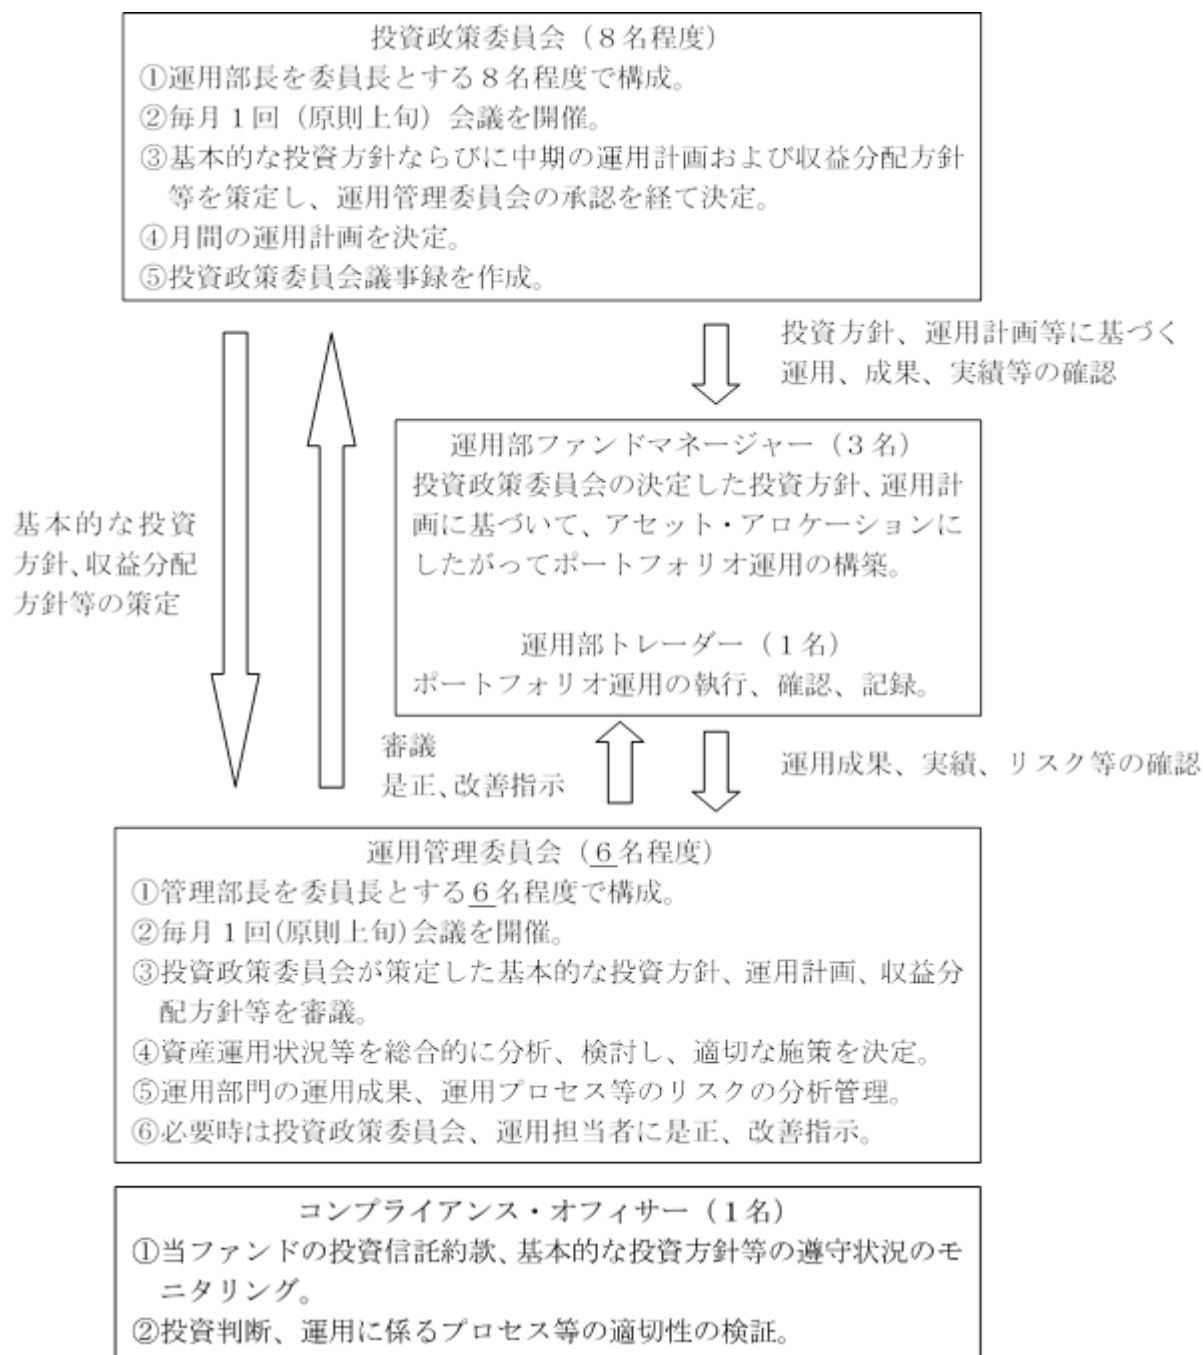 投資政策委員会（８名程度）
①運用部長を委員長とする８名程度で構成。
②毎月１回（原則上旬）会議を開催。
③基本的な投資方針ならびに中期の運用計画および収益分配方針
等を策定し、運用管理委員会の承認を経て決定。
④月間の運用計画を決定。
⑤投資政策委員会議事録を作成。
投資方針、運用計画等に基づく
運用、成果、実績等の確認
運用部ファンドマネージャー（３名）
投資政策委員会の決定した投資方針、運用計
画に基づいて、アセット・アロケーションに
したがってポートフォリオ運用の構築。
運用部トレーダー（１名）
ポートフォリオ運用の執行、確認、記録。
基本的な投資
方針、収益分配
方針等の策定
審議
是正、改善指示
運用成果、実績、リスク等の確認
運用管理委員会（６名程度）
①管理部長を委員長とする６名程度で構成。
②毎月１回(原則上旬)会議を開催。
③投資政策委員会が策定した基本的な投資方針、運用計画、収益分
配方針等を審議。
④資産運用状況等を総合的に分析、検討し、適切な施策を決定。
⑤運用部門の運用成果、運用プロセス等のリスクの分析管理。
⑥必要時は投資政策委員会、運用担当者に是正、改善指示。
コンプライアンス・オフィサー（１名）
①当ファンドの投資信託約款、基本的な投資方針等の遵守状況のモ
ニタリング。
②投資判断、運用に係るプロセス等の適切性の検証。